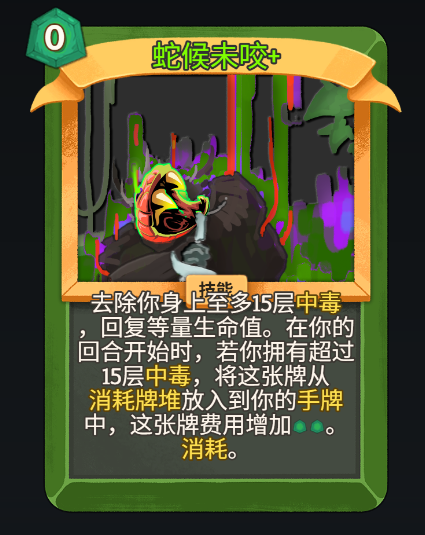 0
蛇候未咬+
技能
去除你身上至多15层中毒
，回复等量生命值。在你的
回合开始时，若你拥有超过
15层中毒，将这张牌从
消耗牌堆放入到你的手牌
中，这张牌费用增加。
消耗。